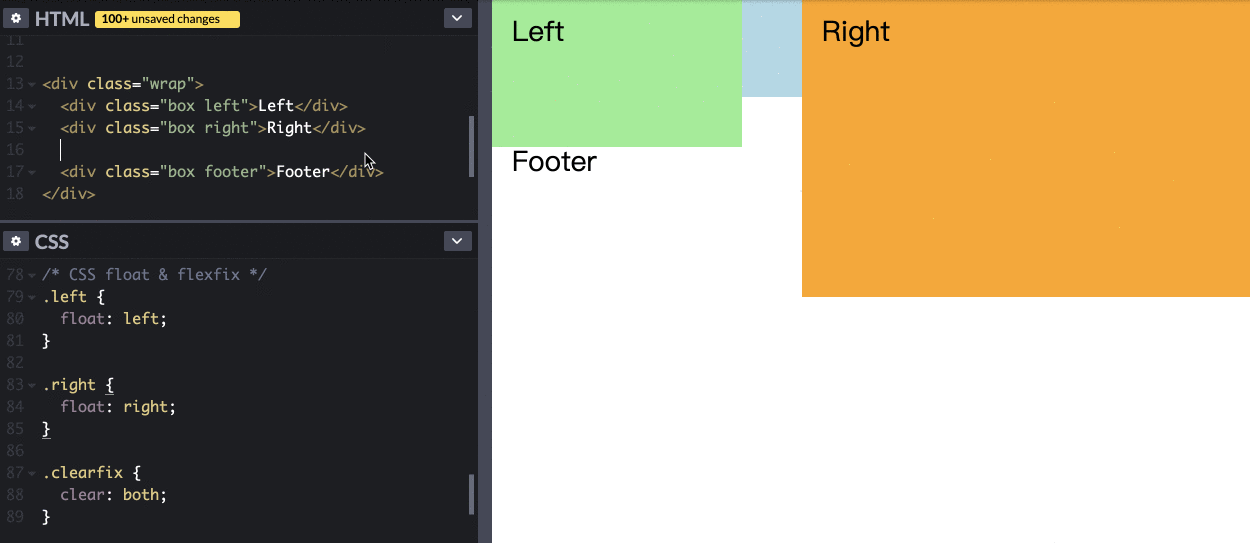 HTML 100+ unsaved changes
11
12
13 <div class="wrap">
14 <div class="box left">Left</div>
15 <div class="box right">Right</div>
16
17 <div class="box footer">Footer</div>
18 </div>
CSS
78 /* CSS float & flexfix */
79 .left {
80 float: left;
81 }
82
83 .right {
84 float: right;
85 }
86
87 .clearfix {
88 clear: both;
89 }
Left
Right
Footer